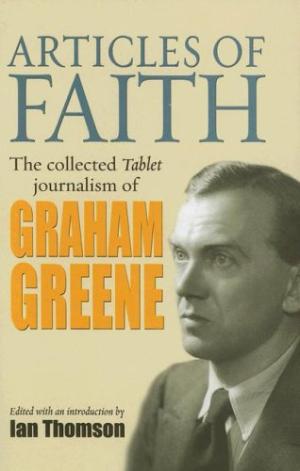 ARTICLES OF
FAITH
The collected Tablet
journalism of
GRAHAM
GREENE
Edited with an introduction by
Ian Thomson